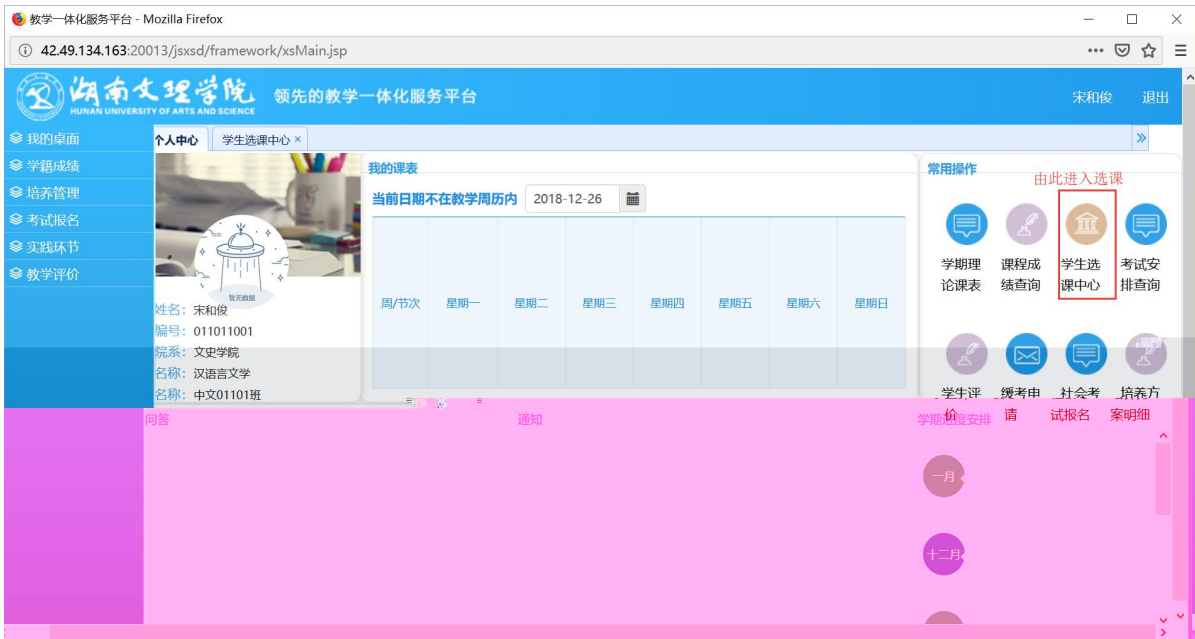 教学一体化服务平台 - Mozilla Firefox
42.49.134.163:20013/jsxsd/framework/xsMain.jsp
湖南文理学院
HUNAN UNIVERSITY OF ARTS AND SCIENCE
领先的教学一体化服务平台
宋和俊 退出
我的桌面
学籍成绩
培养管理
考试报名
实践环节
教学评价
个人中心 学生选课中心 ×
暂无数据
姓名：宋和俊
编号：011011001
院系：文史学院
名称：汉语言文学
名称：中文01101班
我的课表
当前日期不在教学周历内 2018-12-26
周/节次 星期一 星期二 星期三 星期四 星期五 星期六 星期日
常用操作
由此进入选课
学期理论课表
课程成绩查询
学生选课中心
考试安排查询
学生评价
缓考申请
社会考试报名
培养方案明细
问答
通知
学期进度安排
一月
十二月